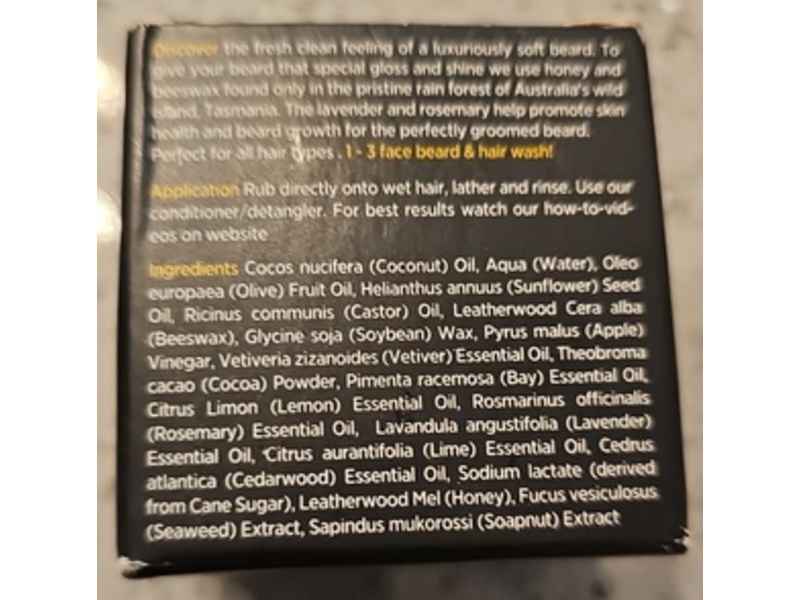 Discover the fresh clean feeling of a luxuriously soft beard. To
give your beard that special gloss and shine we use honey and
beeswax found only in the pristine rain forest of Australia's wild
island, Tasmania. The lavender and rosemary help promote skin
health and beard growth for the perfectly groomed beard.
Perfect for all hair types . 1 - 3 face beard & hair wash!
Application Rub directly onto wet hair, lather and rinse. Use our
conditioner/detangler. For best results watch our how-to-vid-
eos on website
Ingredients Cocos nucifera (Coconut) Oil, Aqua (Water), Oleo
europaea (Olive) Fruit Oil, Helianthus annuus (Sunflower) Seed
Oil, Ricinus communis (Castor) Oil, Leatherwood Cera alba
(Beeswax), Glycine soja (Soybean) Wax, Pyrus malus (Apple)
Vinegar, Vetiveria zizanoides (Vetiver) Essential Oil, Theobroma
cacao (Cocoa) Powder, Pimenta racemosa (Bay) Essential Oil,
Citrus Limon (Lemon) Essential Oil, Rosmarinus officinalis
(Rosemary) Essential Oil, Lavandula angustifolia (Lavender)
Essential Oil, Citrus aurantifolia (Lime) Essential Oil, Cedrus
atlantica (Cedarwood) Essential Oil, Sodium lactate (derived
from Cane Sugar), Leatherwood Mel (Honey), Fucus vesiculosus
(Seaweed) Extract, Sapindus mukorossi (Soapnut) Extract